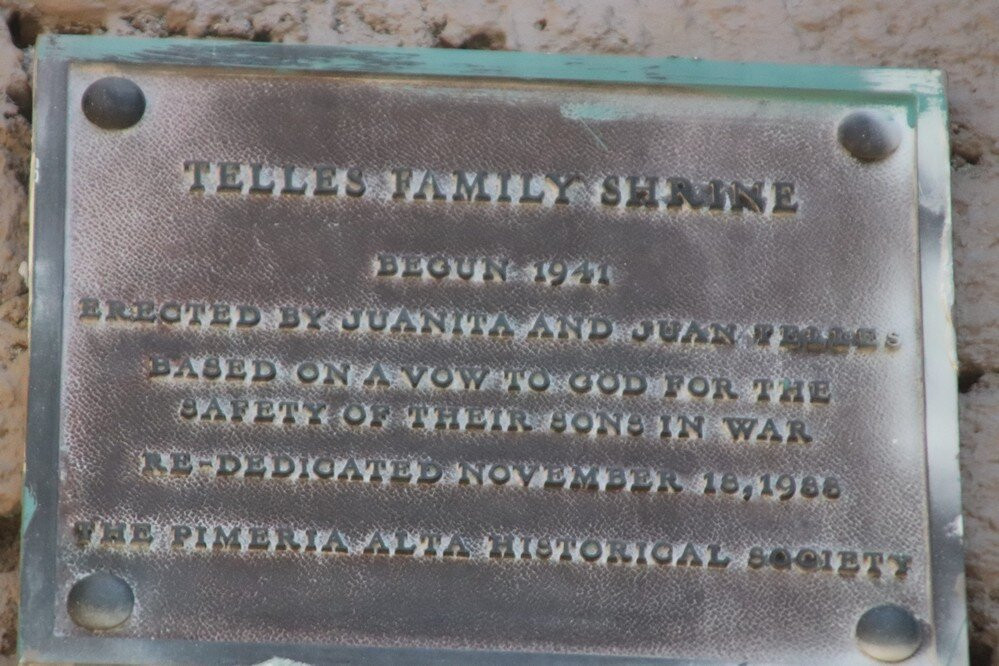 TELLES FAMILY SHRINE
BEGUN 1941
ERECTED BY JUANITA AND JUAN TELLES
BASED ON A VOW TO GOD FOR THE
SAFETY OF THEIR SONS IN WAR
RE-DEDICATED NOVEMBER 18, 1988
THE PIMERIA ALTA HISTORICAL SOCIETY